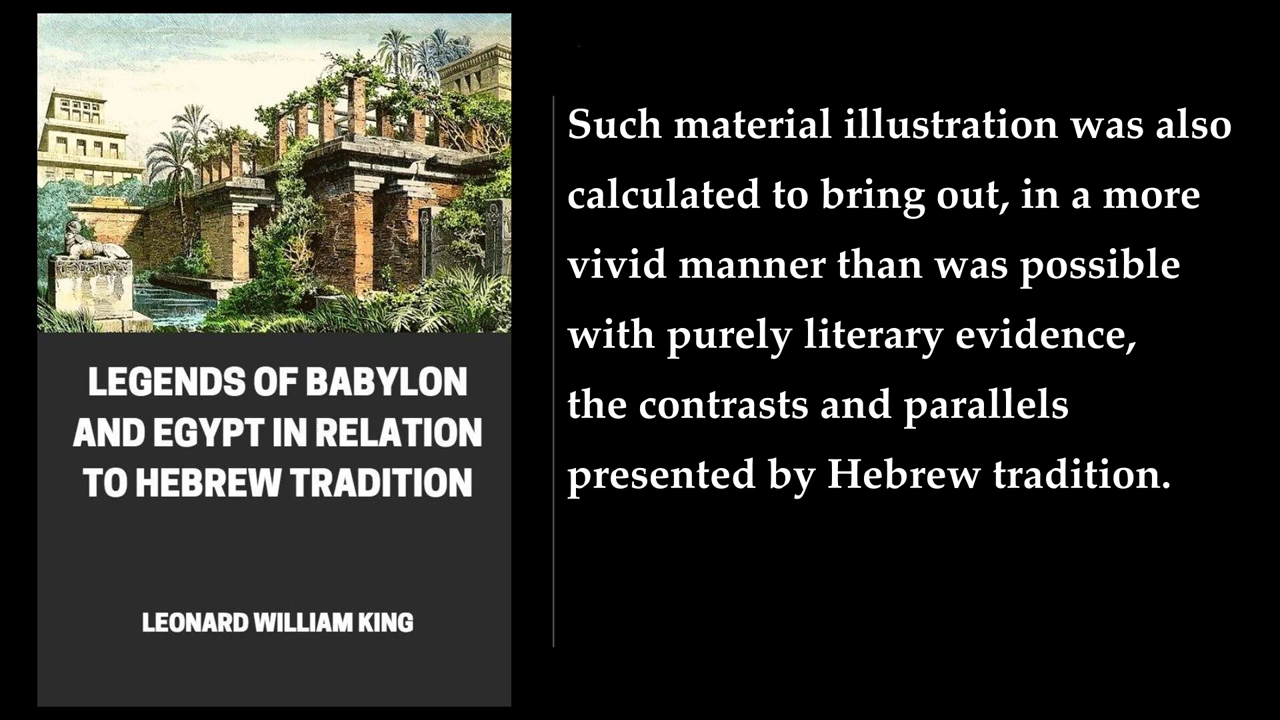 LEGENDS OF BABYLON
AND EGYPT IN RELATION
TO HEBREW TRADITION
LEONARD WILLIAM KING
Such material illustration was also
calculated to bring out, in a more
vivid manner than was possible
with purely literary evidence,
the contrasts and parallels
presented by Hebrew tradition.